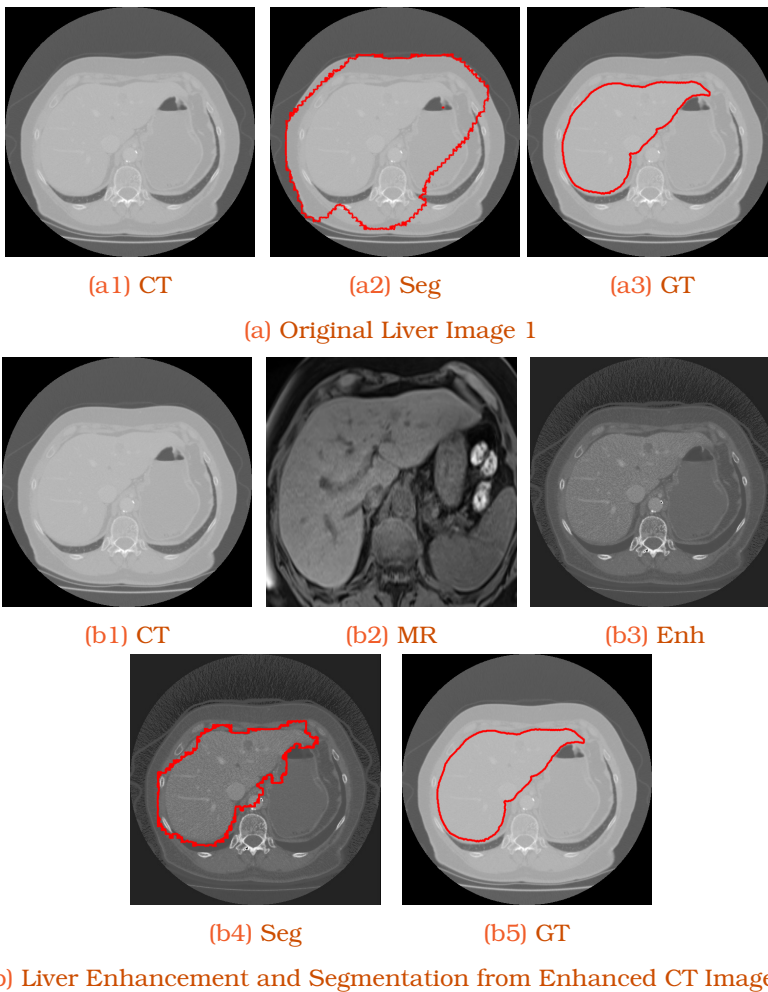 (a1) CT (a2) Seg (a3) GT
(a) Original Liver Image 1
(b1) CT (b2) MR (b3) Enh
(b4) Seg (b5) GT
) Liver Enhancement and Segmentation from Enhanced CT Image